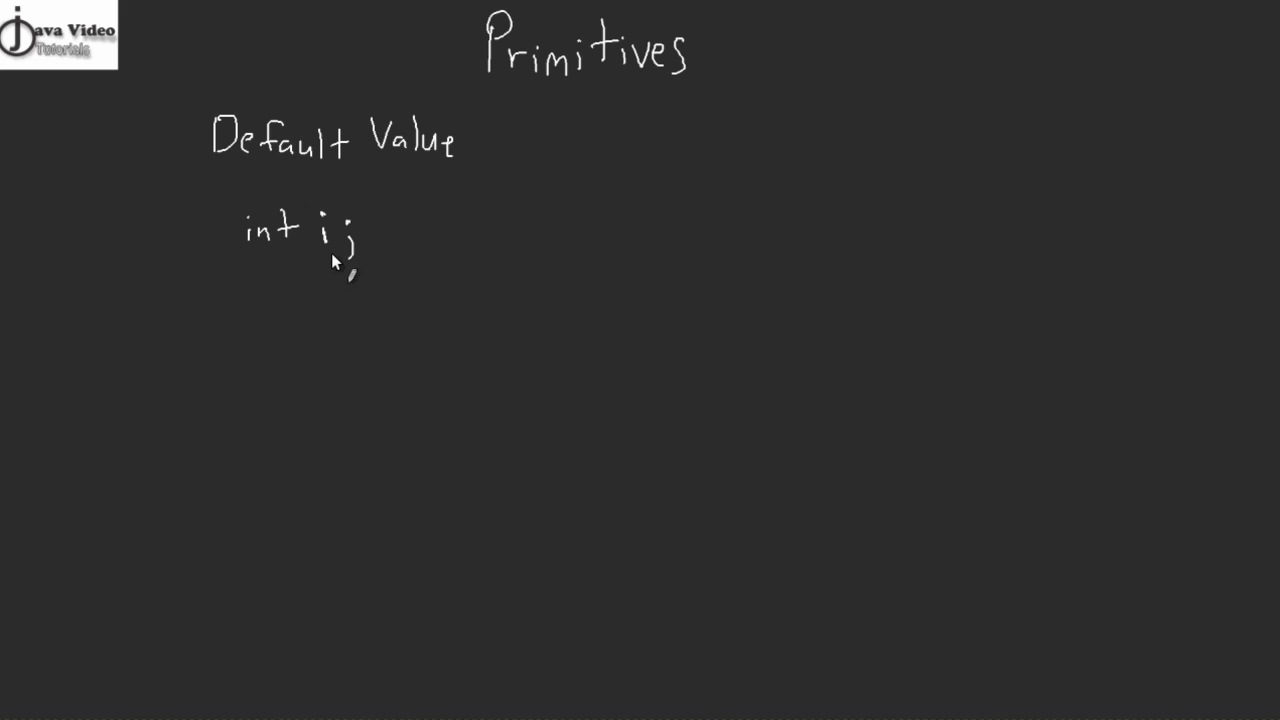 Java Video
Tutorials
Primitives
Default Value
int i;